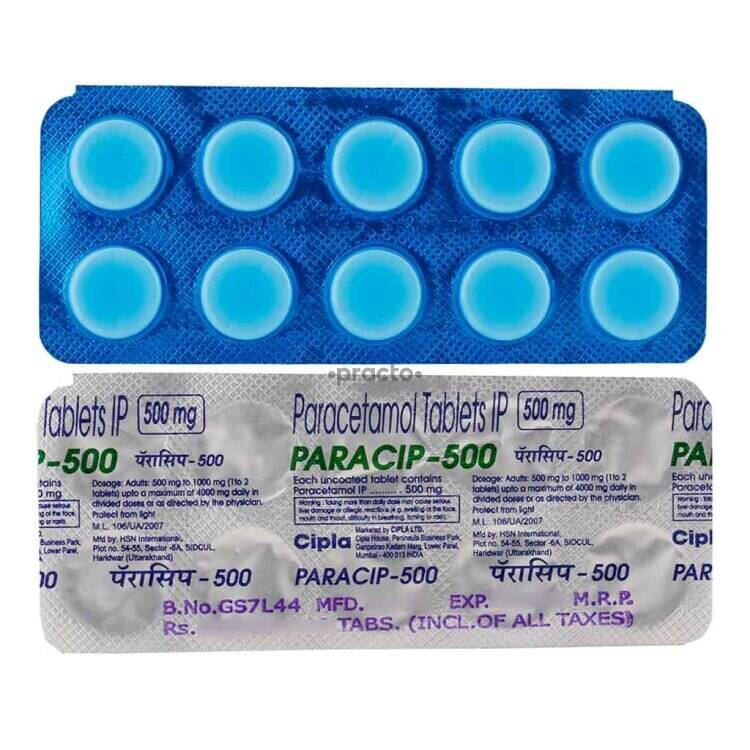 •practo•
Tablets IP 500 mg
Paracetamol Tablets IP 500 mg
Parac
P-500 पॅरासिप - 500
PARACIP-500 पॅरासिप - 500
PA
tains
0 mg
Dosage: Adults: 500 mg to 1000 mg (1to 2
tablets) upto a maximum of 4000 mg daily in
divided doses or as directed by the physician.
Protect from light
M.L. 106/UA/2007
Mfd by: HSN International,
Plot no. 54-55, Sector -6A, SIDCUL,
Haridwar (Uttarakhand)
Each uncoated tablet contains
Paracetamol IP ......... . 500 mg
Warning : Taking more than daily dose may cause serious
liver damage or allergic reactions (e.g. swelling of the face,
mouth and throat, difficulty in breathing, itching or rash).
Cipla
Marketed by CIPLA LTD.
Cipla House, Peninsula Business Park,
Ganpatrao Kadam Marg, Lower Parel,
Mumbai - 400 013 INDIA
Dosage: Adults: 500 mg to 1000 mg (1to 2
tablets) upto a maximum of 4000 mg daily in
divided doses or as directed by the physician.
Protect from light
M.L. 106/UA/2007
Mfd by: HSN International,
Plot no. 54-55, Sector -6A, SIDCUL,
Haridwar (Uttarakhand)
Each unc
Paraceta
Cipla
00 पॅरासिप - 500 PARACIP-500 पॅरासिप - 500 PAR
B.No.GS7L44 MFD. EXP. M.R.P.
Rs. TABS. (INCL.OF ALL TAXES)